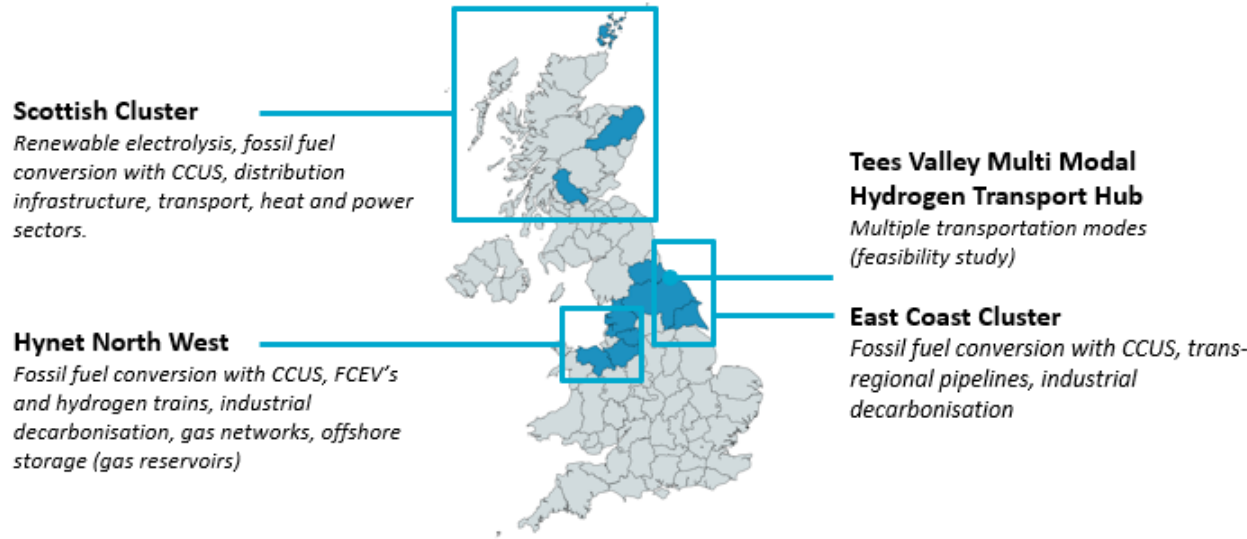 Scottish Cluster
Renewable electrolysis, fossil fuel
conversion with CCUS, distribution
infrastructure, transport, heat and power
sectors.
Hynet North West
Fossil fuel conversion with CCUS, FCEV's
and hydrogen trains, industrial
decarbonisation, gas networks, offshore
storage (gas reservoirs)
Tees Valley Multi Modal
Hydrogen Transport Hub
Multiple transportation modes
(feasibility study)
East Coast Cluster
Fossil fuel conversion with CCUS, trans-
regional pipelines, industrial
decarbonisation